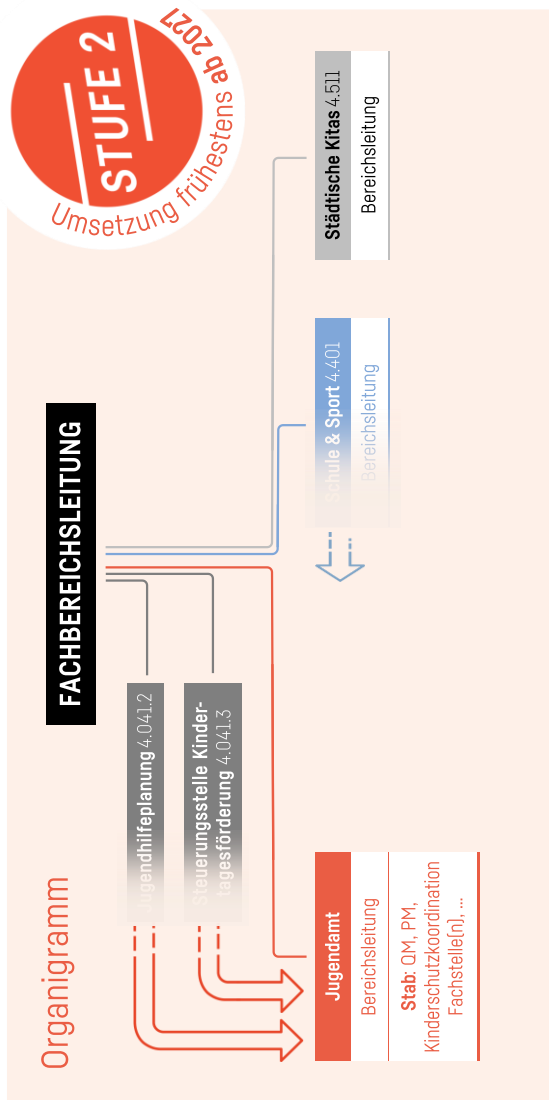 Organigramm
STUFE 2
Umsetzung frühestens ab 2027
FACHBEREICHSLEITUNG
Jugendhilfeplanung 4.041.2
Steuerungsstelle Kinder-
tagesförderung 4.041.3
Jugendamt
Bereichsleitung
Stab: QM, PM,
Kinderschutzkoordination
Fachstelle(n), ...
Schule & Sport 4.401
Bereichsleitung
Städtische Kitas 4.511
Bereichsleitung